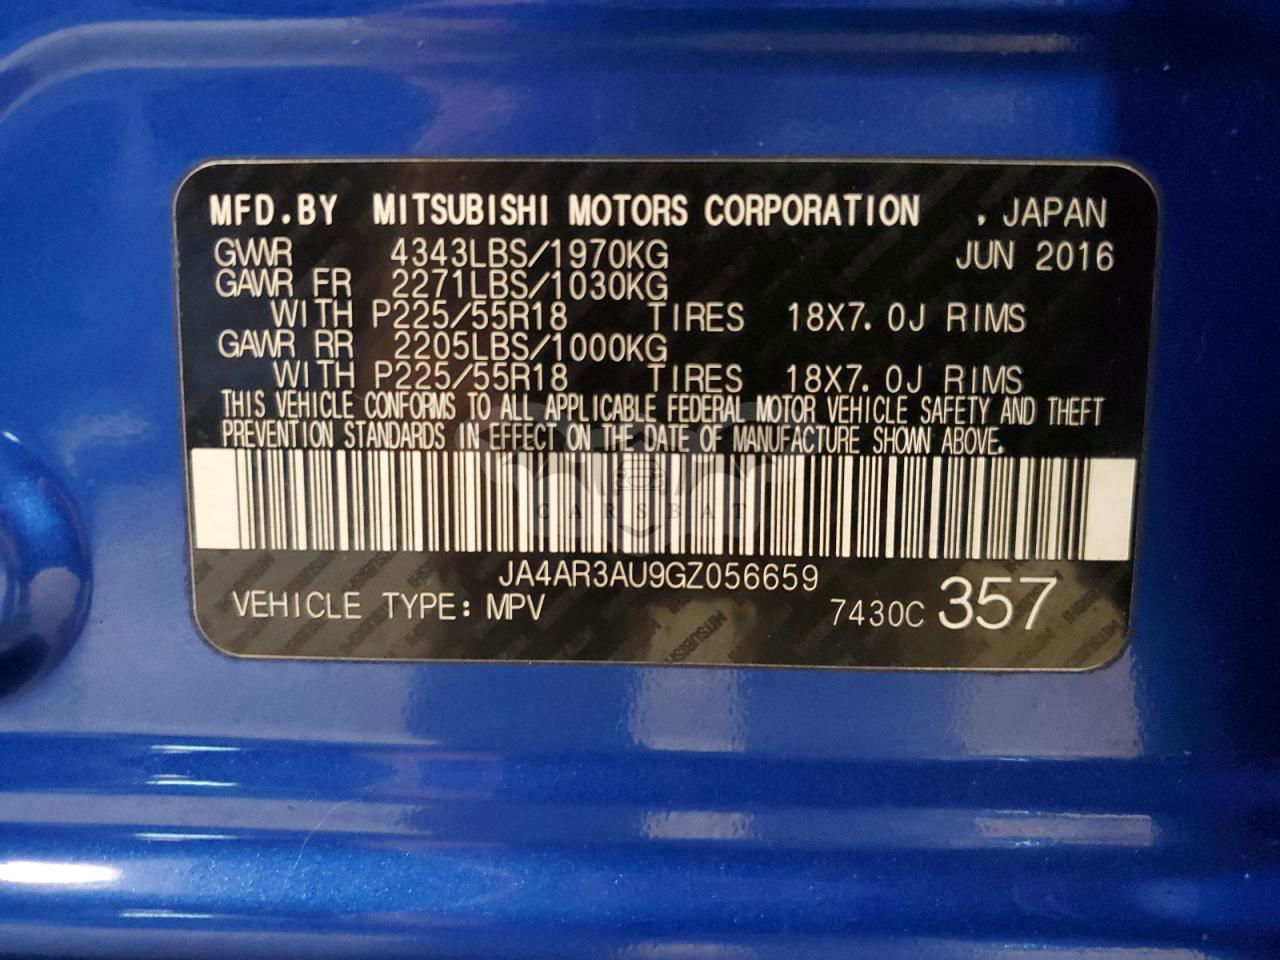 MFD.BY MITSUBISHI MOTORS CORPORATION , JAPAN
GVWR 4343LBS/1970KG JUN 2016
GAWR FR 2271LBS/1030KG
WITH P225/55R18 TIRES 18X7.0J RIMS
GAWR RR 2205LBS/1000KG
WITH P225/55R18 TIRES 18X7.0J RIMS
THIS VEHICLE CONFORMS TO ALL APPLICABLE FEDERAL MOTOR VEHICLE SAFETY AND THEFT
PREVENTION STANDARDS IN EFFECT ON THE DATE OF MANUFACTURE SHOWN ABOVE.
CARSBAT
JA4AR3AU9GZ056659
VEHICLE TYPE: MPV 7430C 357